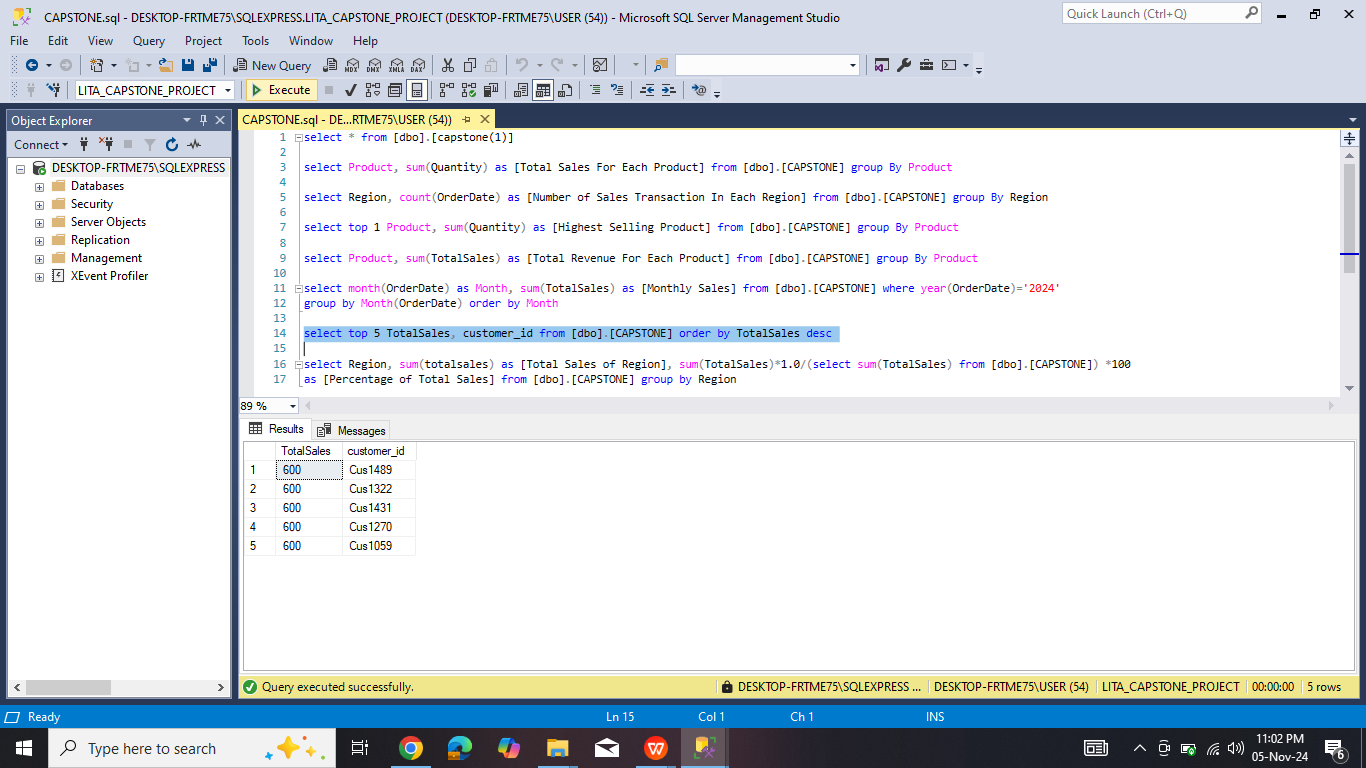 CAPSTONE.sql - DESKTOP-FRTME75\SQLEXPRESS.LITA_CAPSTONE_PROJECT (DESKTOP-FRTME75\USER (54)) - Microsoft SQL Server Management Studio
Quick Launch (Ctrl+Q)
File Edit View Query Project Tools Window Help
New Query
MDX DMX XMLA DAX
LITA_CAPSTONE_PROJECT
Execute
Object Explorer
Connect
DESKTOP-FRTME75\SQLEXPRESS
Databases
Security
Server Objects
Replication
Management
XEvent Profiler
CAPSTONE.sql - DE...RTME75\USER (54))
1 select * from [dbo].[capstone(1)]
2
3 select Product, sum(Quantity) as [Total Sales For Each Product] from [dbo].[CAPSTONE] group By Product
4
5 select Region, count(OrderDate) as [Number of Sales Transaction In Each Region] from [dbo].[CAPSTONE] group By Region
6
7 select top 1 Product, sum(Quantity) as [Highest Selling Product] from [dbo].[CAPSTONE] group By Product
8
9 select Product, sum(TotalSales) as [Total Revenue For Each Product] from [dbo].[CAPSTONE] group By Product
10
11 select month(OrderDate) as Month, sum(TotalSales) as [Monthly Sales] from [dbo].[CAPSTONE] where year(OrderDate)='2024'
12 group by Month(OrderDate) order by Month
13
14 select top 5 TotalSales, customer_id from [dbo].[CAPSTONE] order by TotalSales desc
15
16 select Region, sum(totalsales) as [Total Sales of Region], sum(TotalSales)*1.0/(select sum(TotalSales) from [dbo].[CAPSTONE]) *100
17 as [Percentage of Total Sales] from [dbo].[CAPSTONE] group by Region
89 %
Results Messages
TotalSales customer_id
1 600 Cus1489
2 600 Cus1322
3 600 Cus1431
4 600 Cus1270
5 600 Cus1059
Query executed successfully.
DESKTOP-FRTME75\SQLEXPRESS ... DESKTOP-FRTME75\USER (54) LITA_CAPSTONE_PROJECT 00:00:00 5 rows
Ready Ln 15 Col 1 Ch 1 INS
Type here to search
11:02 PM
05-Nov-24
6